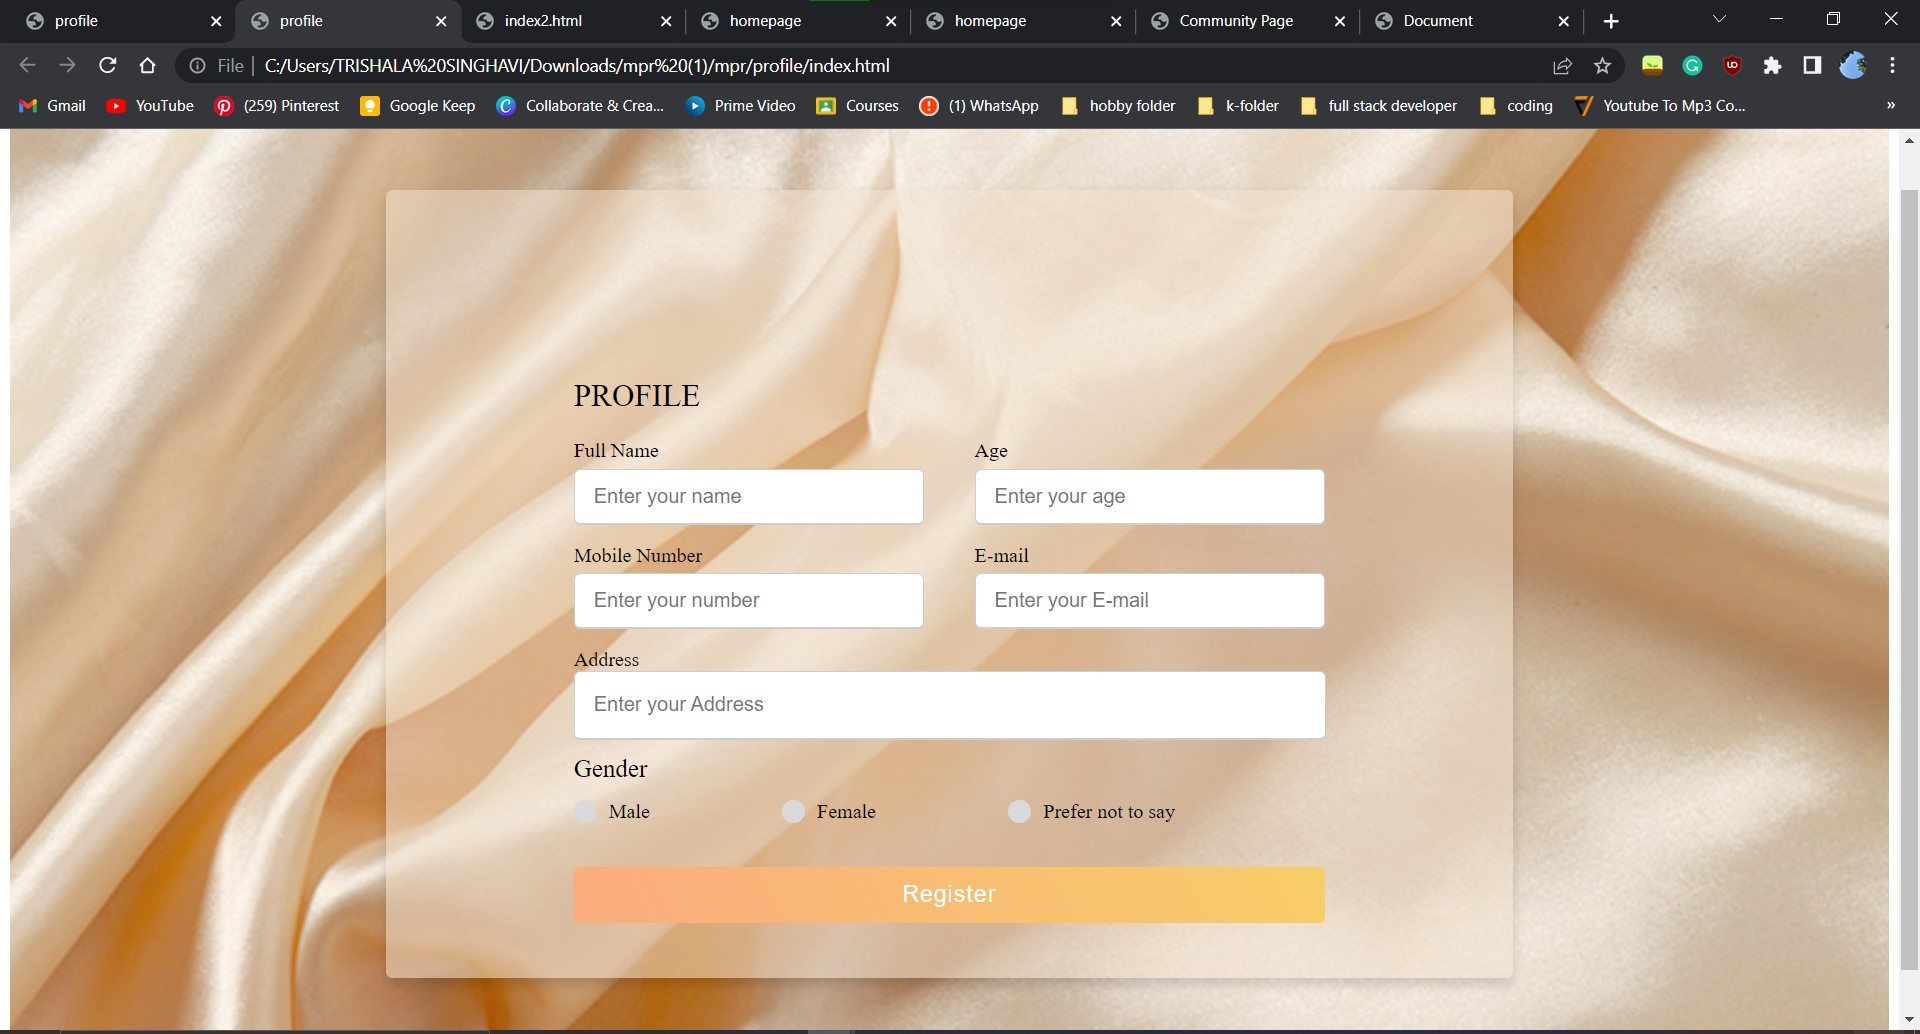 profile profile index2.html homepage homepage Community Page Document
File C:/Users/TRISHALA%20SINGHAVI/Downloads/mpr%20(1)/mpr/profile/index.html
Gmail YouTube (259) Pinterest Google Keep Collaborate & Crea... Prime Video Courses (1) WhatsApp hobby folder k-folder full stack developer coding Youtube To Mp3 Co... »
PROFILE
Full Name Age
Enter your name Enter your age
Mobile Number E-mail
Enter your number Enter your E-mail
Address
Enter your Address
Gender
Male Female Prefer not to say
Register